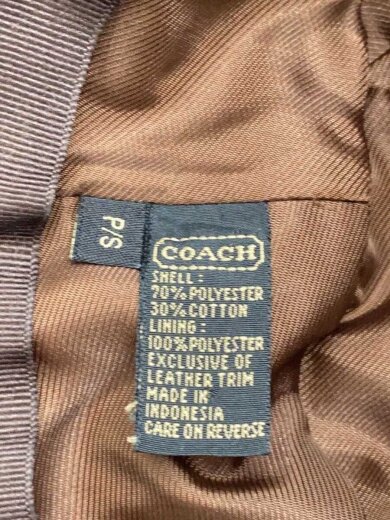 P/S
COACH
SHELL:
70% POLYESTER
30% COTTON
LINING:
100% POLYESTER
EXCLUSIVE OF
LEATHER TRIM
MADE IN
INDONESIA
CARE ON REVERSE